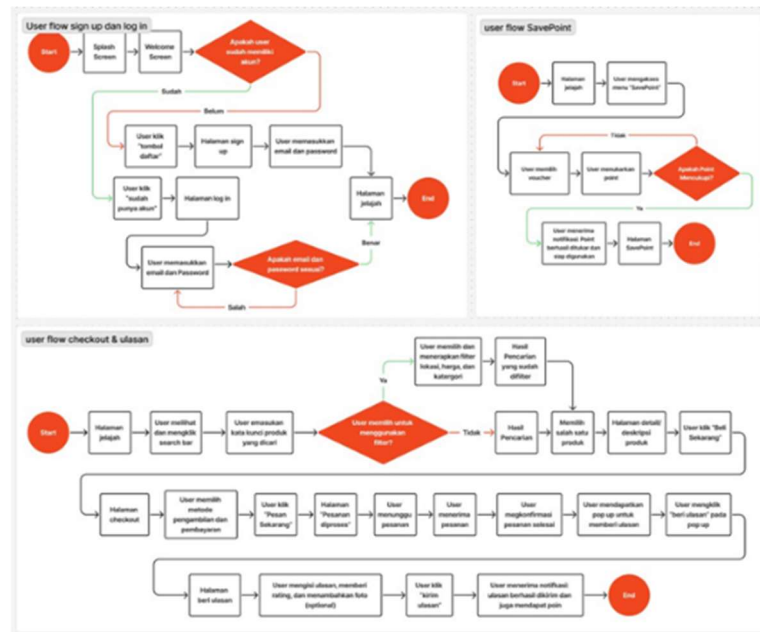 User flow sign up dan log in
Start
Splash
Screen
Welcome
Screen
Apakah user
sudah memiliki
akun?
Sudah
Belum
User klik
"tombol
daftar"
Halaman sign
up
User memasukkan
email dan password
User klik
"sudah
punya akun"
Halaman log in
Halaman
jelajah
End
Benar
User memasukkan
email dan Password
Apakah email dan
password sesuai?
Salah
user flow SavePoint
Start
Halaman
jelajah
User mengakses
menu "SavePoint"
Tidak
User memilih
voucher
User menukarkan
point
Apakah Point
Mencukupi?
Ya
User menerima
notifikasi: Point
berhasil ditukar dan
siap digunakan
Halaman
SavePoint
End
user flow checkout & ulasan
User memilih dan
menerapkan filter
lokasi, harga, dan
katergori
Hasil
Pencarian
yang sudah
difilter
Ya
Start
Halaman
jelajah
User melihat
dan mengklik
search bar
User emasukan
kata kunci produk
yang dicari
User memilih untuk
menggunakan
filter?
Tidak
Hasil
Pencarian
Memilih
salah satu
produk
Halaman detail/
deskripsi
produk
User klik "Beli
Sekarang"
Halaman
checkout
User memilih
metode
pengambilan dan
pembayaran
User klik
"Pesan
Sekarang"
Halaman
"Pesanan
diproses"
User
menunggu
pesanan
User
menerima
pesanan
User
megkonfirmasi
pesanan selesai
User mendapatkan
pop up untuk
memberi ulasan
User mengklik
"beri ulasan" pada
pop up
Halaman
beri ulasan
User mengisi ulasan, memberi
rating, dan menambahkan foto
(optional)
User klik
"kirim
ulasan"
User menerima notifikasi:
ulasan berhasil dikirim dan
juga mendapat poin
End